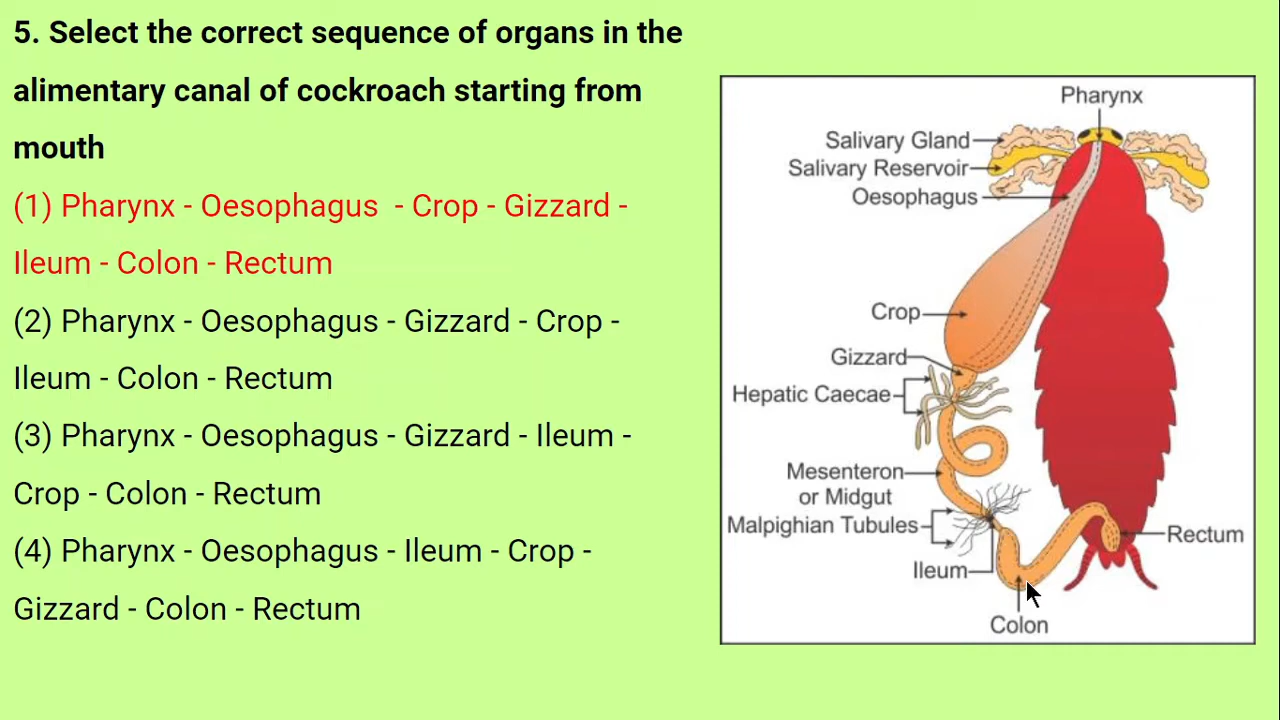 5. Select the correct sequence of organs in the
alimentary canal of cockroach starting from
mouth
(1) Pharynx - Oesophagus - Crop - Gizzard -
Ileum - Colon - Rectum
(2) Pharynx - Oesophagus - Gizzard - Crop -
Ileum - Colon - Rectum
(3) Pharynx - Oesophagus - Gizzard - Ileum -
Crop - Colon - Rectum
(4) Pharynx - Oesophagus - Ileum - Crop -
Gizzard - Colon - Rectum
Pharynx
Salivary Gland
Salivary Reservoir
Oesophagus
Crop
Gizzard
Hepatic Caecae
Mesenteron
or Midgut
Malpighian Tubules
Rectum
Ileum
Colon